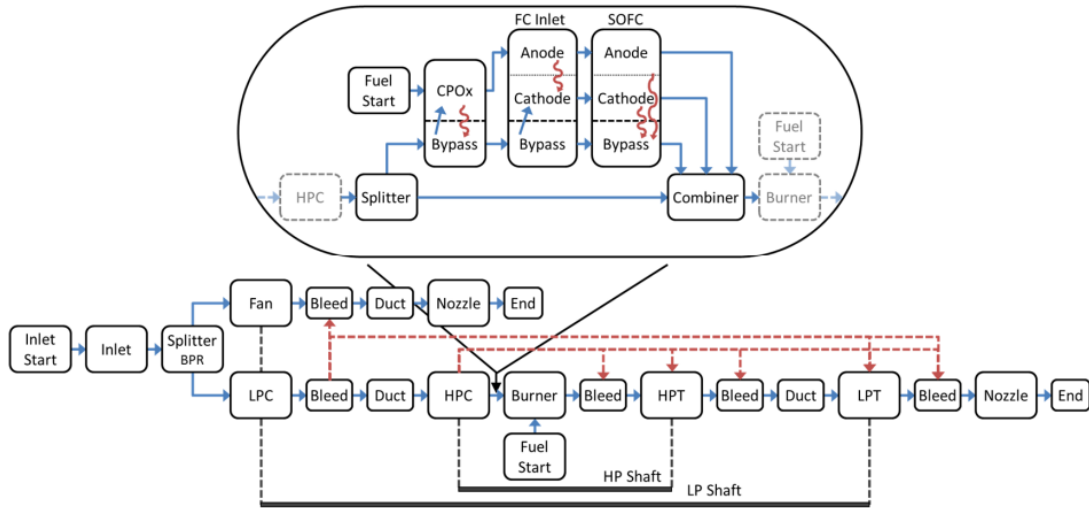 FC Inlet
SOFC
Fuel
Start
CPOx
Bypass
Anode
Cathode
Bypass
Anode
Cathode
Bypass
Fuel
Start
HPC
Splitter
Combiner
Burner
Fan
Bleed
Duct
Nozzle
End
Inlet
Start
Inlet
Splitter
BPR
LPC
Bleed
Duct
HPC
Burner
Bleed
HPT
Bleed
Duct
LPT
Bleed
Nozzle
End
Fuel
Start
HP Shaft
LP Shaft